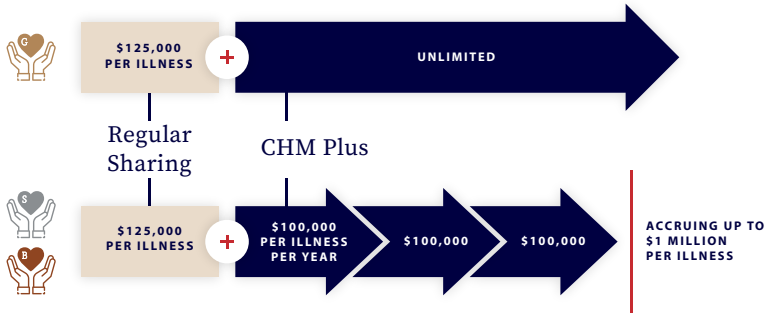 G
$125,000
PER ILLNESS
UNLIMITED
Regular
Sharing
CHM Plus
S
B
$125,000
PER ILLNESS
$100,000
PER ILLNESS
PER YEAR
$100,000
$100,000
ACCRUING UP TO
$1 MILLION
PER ILLNESS